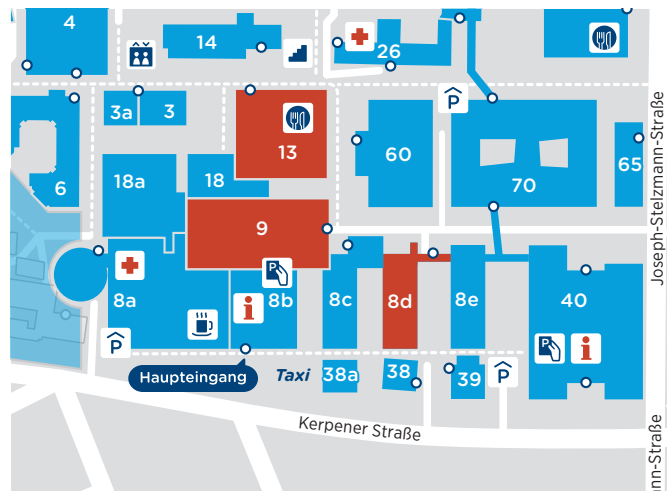 4
14
26
3a
3
13
60
70
65
6
18a
18
9
8a
8b
8c
8d
8e
40
P
P
P
P
P
i
i
Haupteingang
Taxi
38a
38
39
Kerpener Straße
Joseph-Stelzmann-Straße
nn-Straße